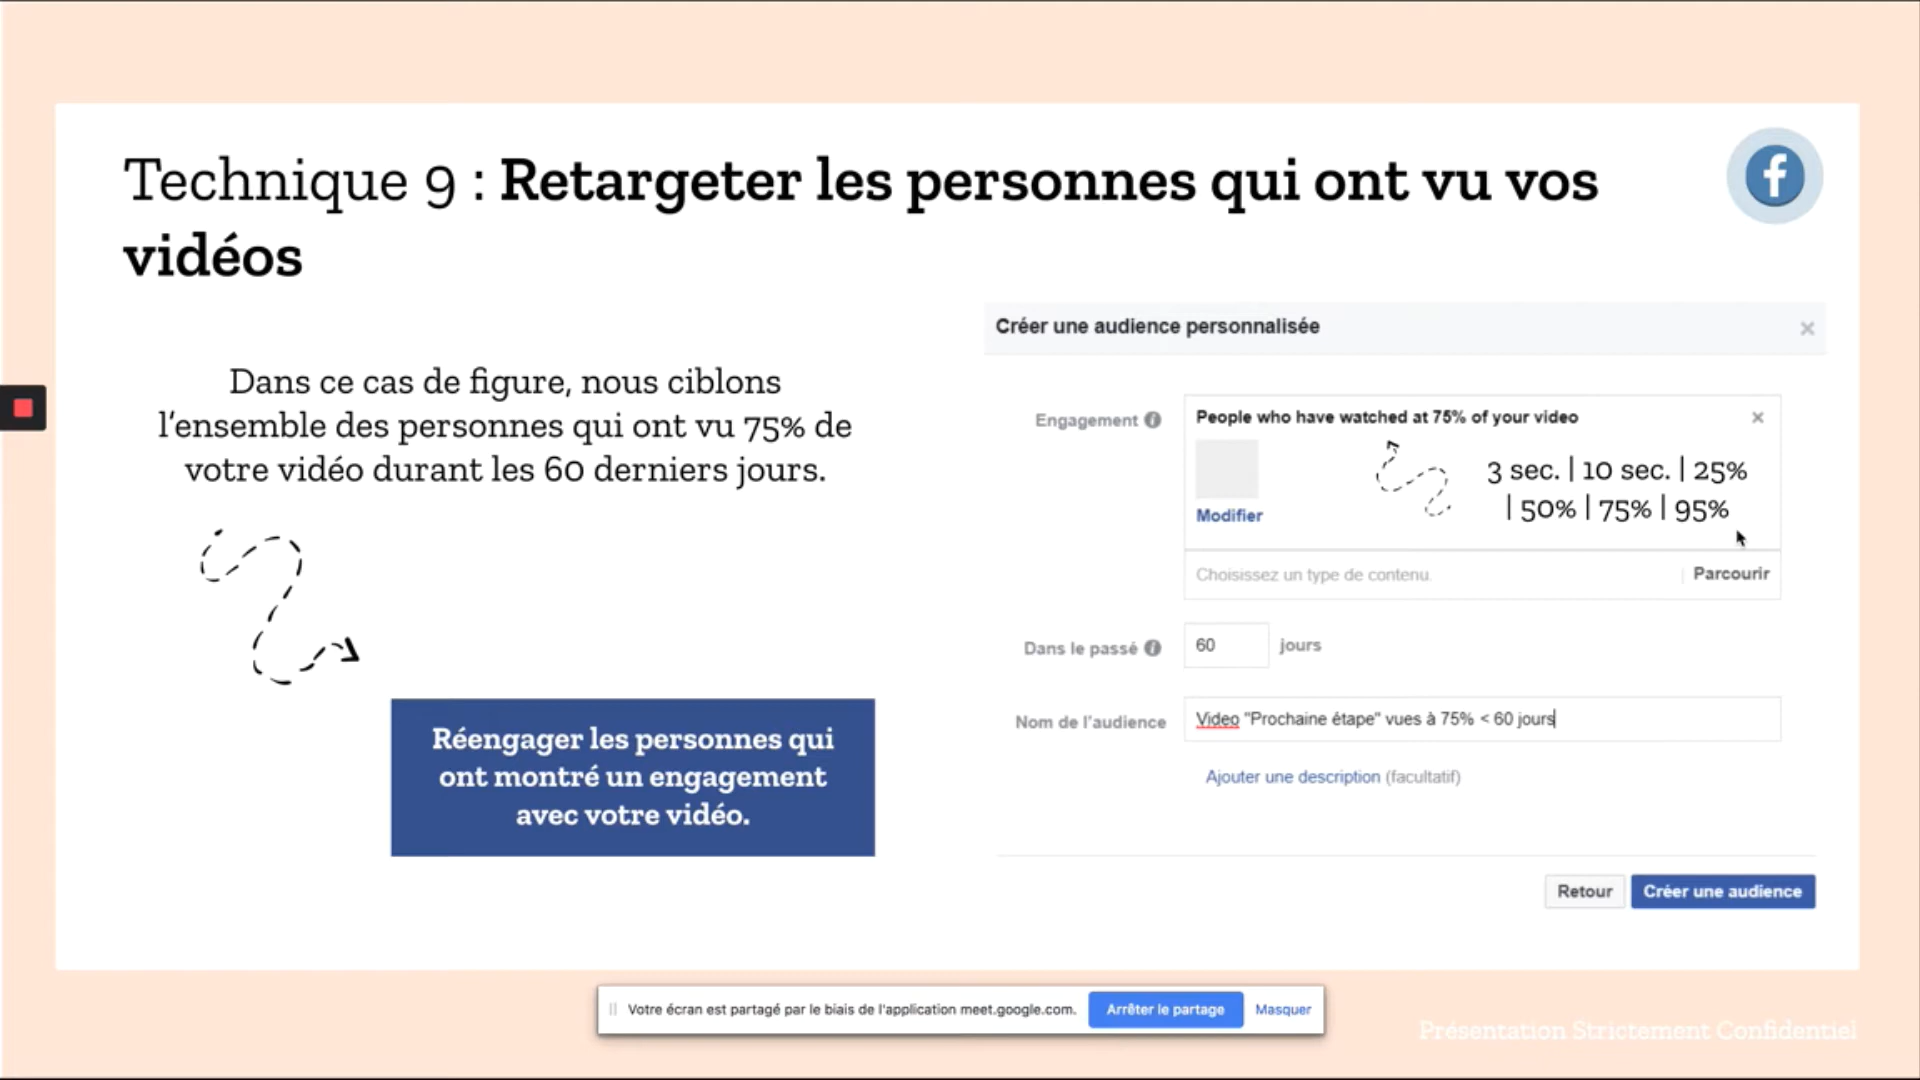 Technique 9 : Retargeter les personnes qui ont vu vos
vidéos
Dans ce cas de figure, nous ciblons
l'ensemble des personnes qui ont vu 75% de
votre vidéo durant les 60 derniers jours.
Réengager les personnes qui
ont montré un engagement
avec votre vidéo.
Créer une audience personnalisée
Engagement
People who have watched at 75% of your video
3 sec. | 10 sec. | 25%
| 50% | 75% | 95%
Modifier
Choisissez un type de contenu.
Parcourir
Dans le passé
60
jours
Nom de l'audience
Video "Prochaine étape" vues à 75% < 60 jours
Ajouter une description (facultatif)
Retour
Créer une audience
Votre écran est partagé par le biais de l'application meet.google.com.
Arrêter le partage
Masquer
Présentation Strictement Confidentiel